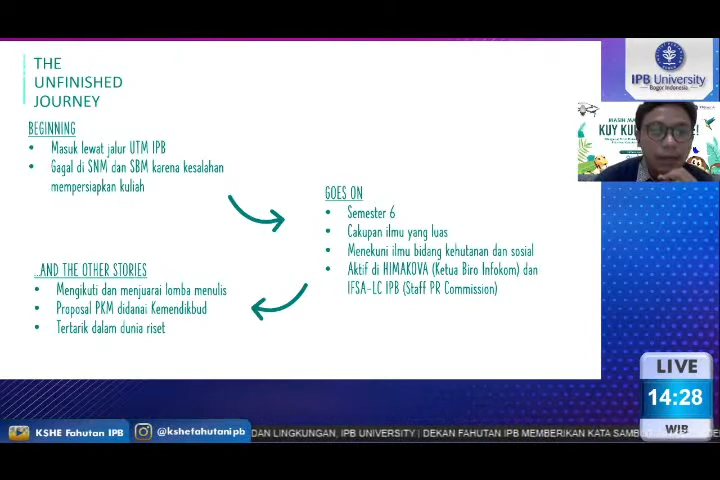 THE
UNFINISHED
JOURNEY
BEGINNING
• Masuk lewat jalur UTM IPB
• Gagal di SNM dan SBM karena kesalahan
mempersiapkan kuliah
GOES ON
• Semester 6
• Cakupan ilmu yang luas
• Menekuni ilmu bidang kehutanan dan sosial
• Aktif di HIMAKOVA (Ketua Biro Infokom) dan
IFSA-LC IPB (Staff PR Commission)
...AND THE OTHER STORIES
• Mengikuti dan menjuarai lomba menulis
• Proposal PKM didanai Kemendikbud
• Tertarik dalam dunia riset
IPB University
Bogor Indonesia
KUY KU
LIVE
14:28
WIB
KSHE Fahutan IPB
@kshefahutanipb
DAN LINGKUNGAN, IPB UNIVERSITY | DEKAN FAHUTAN IPB MEMBERIKAN KATA